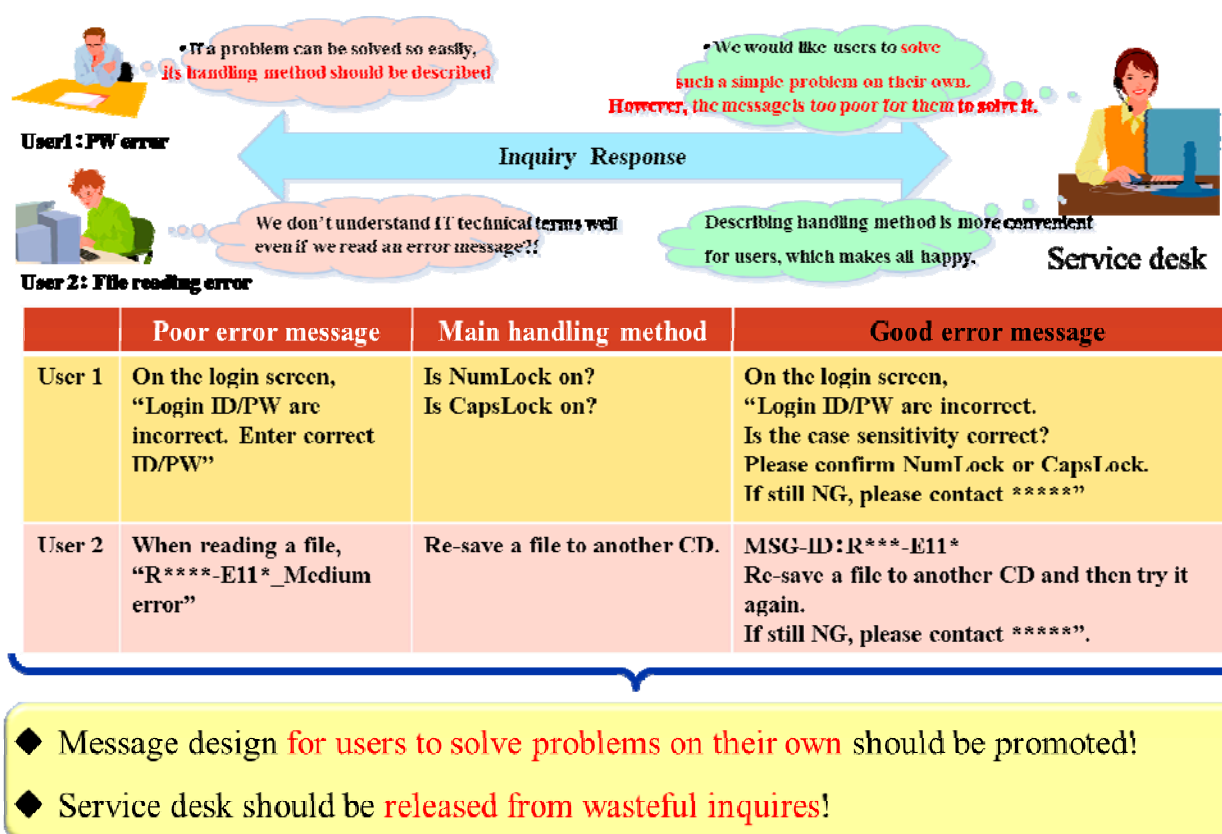 •If a problem can be solved so easily,
its handling method should be described
•We would like users to solve
such a simple problem on their own.
However, the message is too poor for them to solve it.
User1:PW error
Inquiry Response
We don't understand IT technical terms well
even if we read an error message?!
Describing handling method is more convenient
for users, which makes all happy.
User 2: File reading error
Service desk
Poor error message
Main handling method
Good error message
User 1
On the login screen,
“Login ID/PW are
incorrect. Enter correct
ID/PW”
Is NumLock on?
Is CapsLock on?
On the login screen,
“Login ID/PW are incorrect.
Is the case sensitivity correct?
Please confirm NumLock or CapsLock.
If still NG, please contact *****”
User 2
When reading a file,
“R****-E11*_Medium
error”
Re-save a file to another CD.
MSG-ID:R***-E11*
Re-save a file to another CD and then try it
again.
If still NG, please contact *****”.
◆ Message design for users to solve problems on their own should be promoted!
◆ Service desk should be released from wasteful inquires!